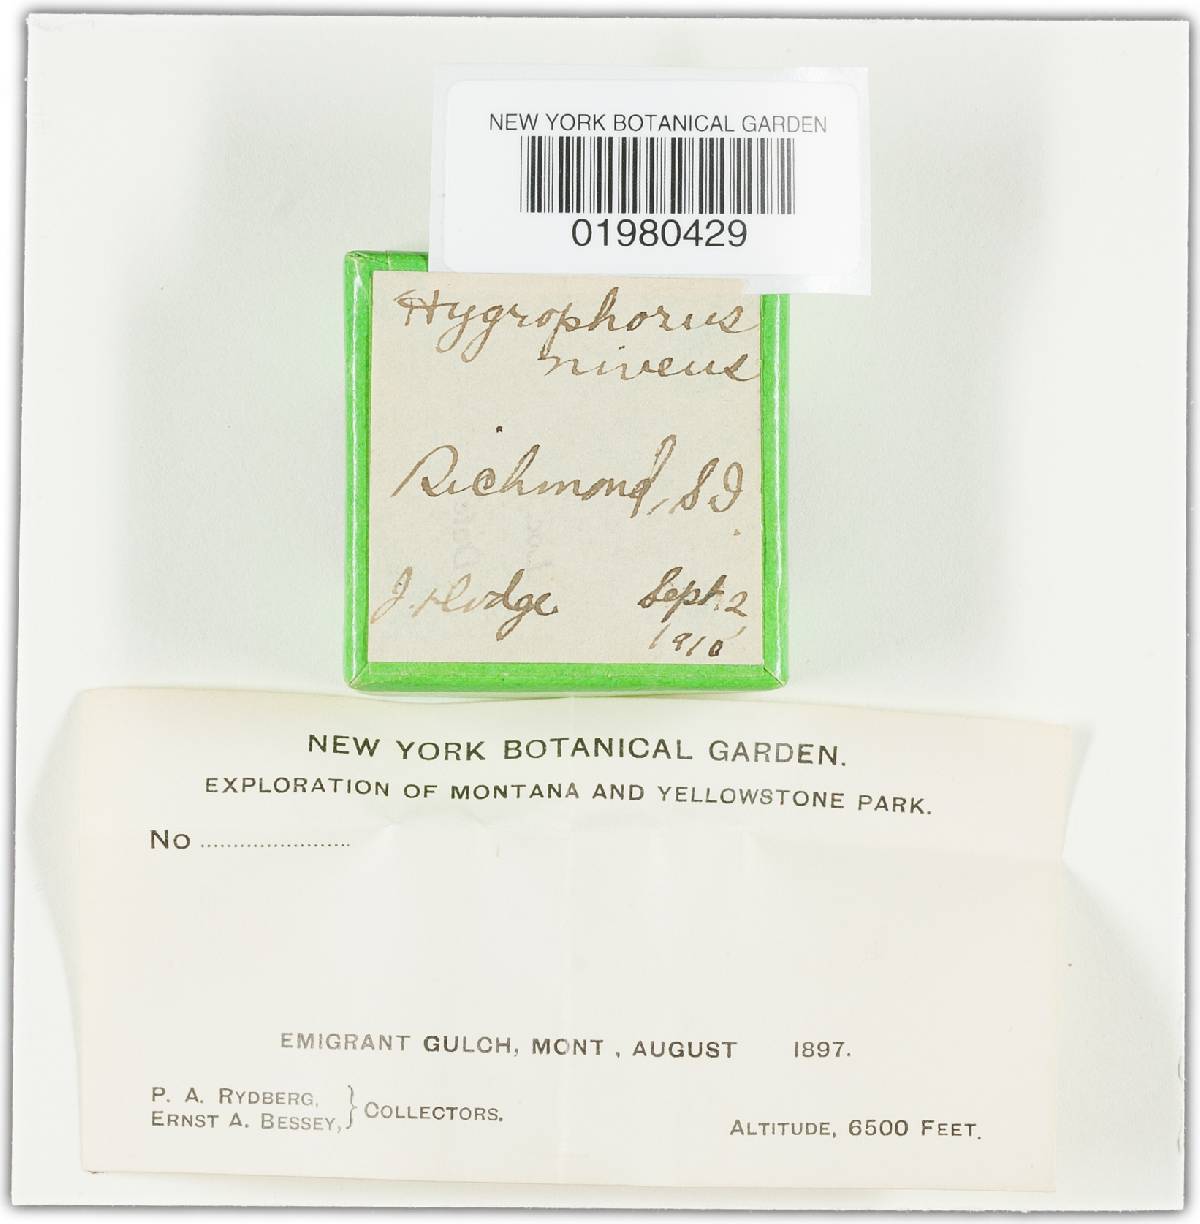 NEW YORK BOTANICAL GARDEN
01980429
Hygrophorus
niveus
Richmond, S I.
Sept. 2,
1910
NEW YORK BOTANICAL GARDEN.
EXPLORATION OF MONTANA AND YELLOWSTONE PARK.
No ........................
EMIGRANT GULCH, MONT , AUGUST 1897.
P. A. RYDBERG,
ERNST A. BESSEY, } COLLECTORS.
ALTITUDE, 6500 FEET.